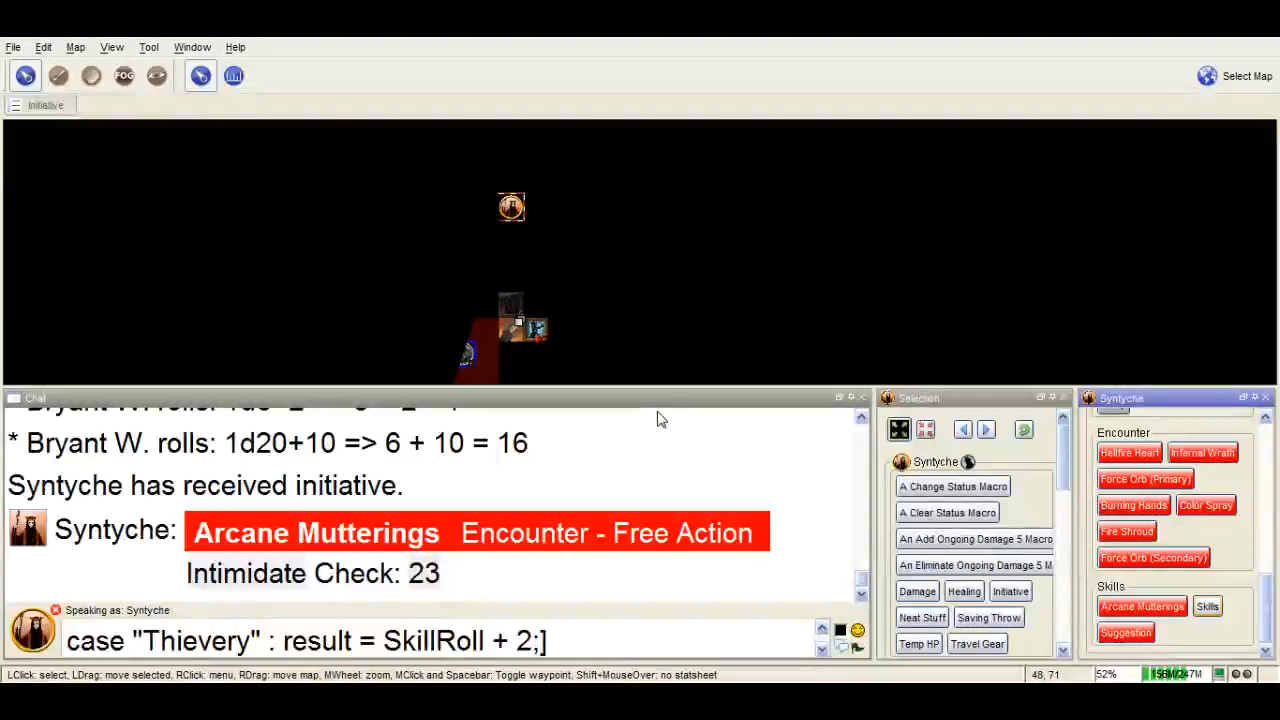 File Edit Map View Tool Window Help
FOG
Select Map
Initiative
Chat
* Bryant W. rolls: 1d20+10 => 6 + 10 = 16
Syntyche has received initiative.
Syntyche: Arcane Mutterings Encounter - Free Action
Intimidate Check: 23
Speaking as: Syntyche
case "Thievery" : result = SkillRoll + 2;]
Selection
Syntyche
A Change Status Macro
A Clear Status Macro
An Add Ongoing Damage 5 Macro
An Eliminate Ongoing Damage 5 M
Damage Healing Initiative
Neat Stuff Saving Throw
Temp HP Travel Gear
Syntyche
Encounter
Hellfire Heart Infernal Wrath
Force Orb (Primary)
Burning Hands Color Spray
Fire Shroud
Force Orb (Secondary)
Skills
Arcane Mutterings Skills
Suggestion
LClick: select, LDrag: move selected, RClick: menu, RDrag: move map, MWheel: zoom, MClick and Spacebar: Toggle waypoint, Shift+MouseOver: no statsheet
48, 71 52% 156M/247M